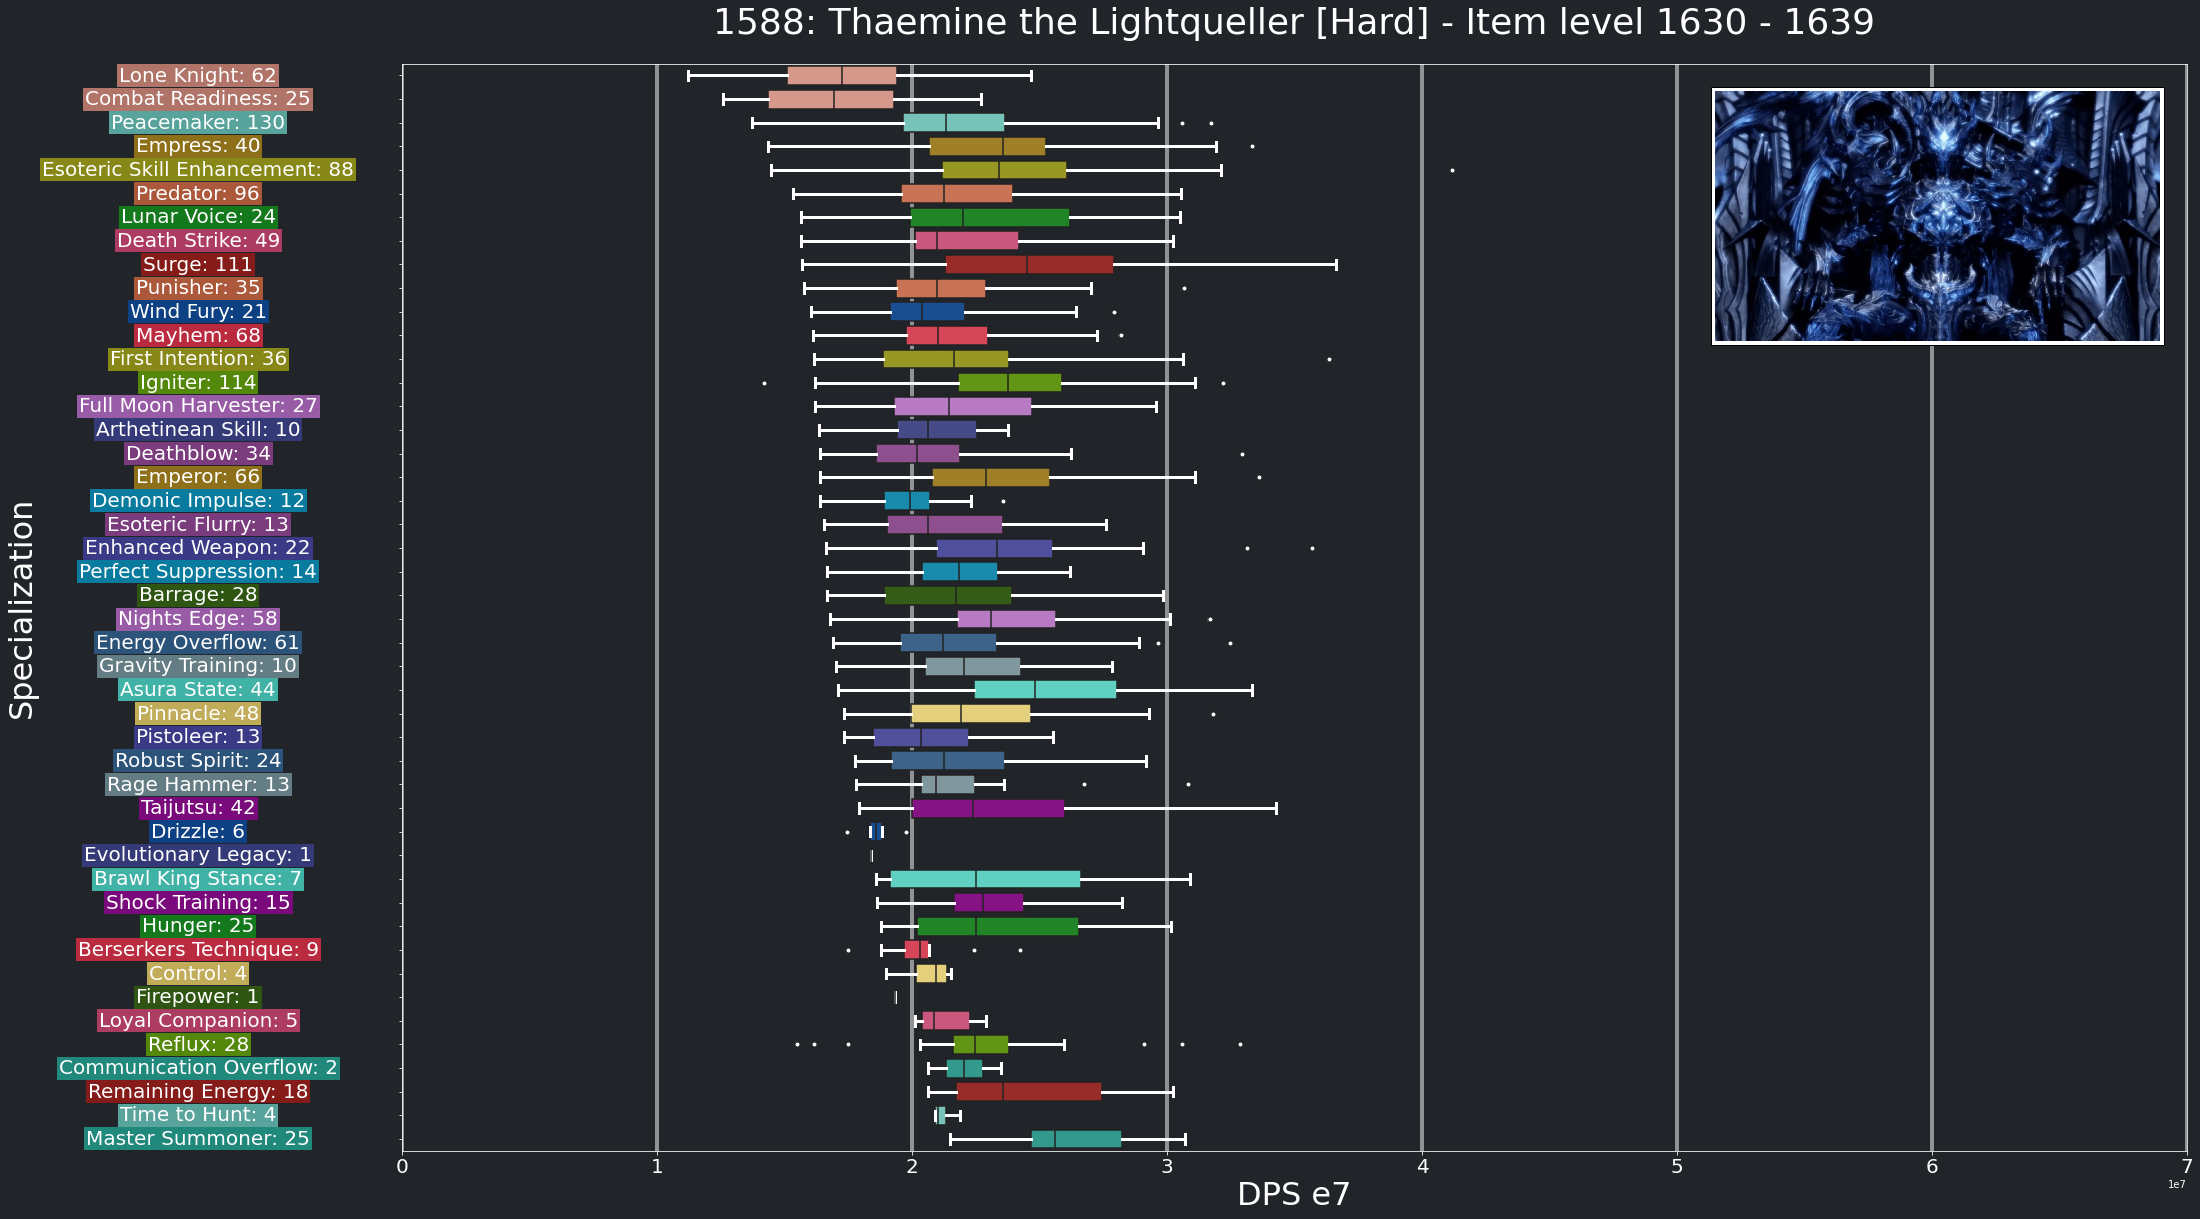 1588: Thaemine the Lightqueller [Hard] - Item level 1630 - 1639
Specialization
Lone Knight: 62
Combat Readiness: 25
Peacemaker: 130
Empress: 40
Esoteric Skill Enhancement: 88
Predator: 96
Lunar Voice: 24
Death Strike: 49
Surge: 111
Punisher: 35
Wind Fury: 21
Mayhem: 68
First Intention: 36
Igniter: 114
Full Moon Harvester: 27
Arthetinean Skill: 10
Deathblow: 34
Emperor: 66
Demonic Impulse: 12
Esoteric Flurry: 13
Enhanced Weapon: 22
Perfect Suppression: 14
Barrage: 28
Nights Edge: 58
Energy Overflow: 61
Gravity Training: 10
Asura State: 44
Pinnacle: 48
Pistoleer: 13
Robust Spirit: 24
Rage Hammer: 13
Taijutsu: 42
Drizzle: 6
Evolutionary Legacy: 1
Brawl King Stance: 7
Shock Training: 15
Hunger: 25
Berserkers Technique: 9
Control: 4
Firepower: 1
Loyal Companion: 5
Reflux: 28
Communication Overflow: 2
Remaining Energy: 18
Time to Hunt: 4
Master Summoner: 25
0 1 2 3 4 5 6 7
1e7
DPS e7